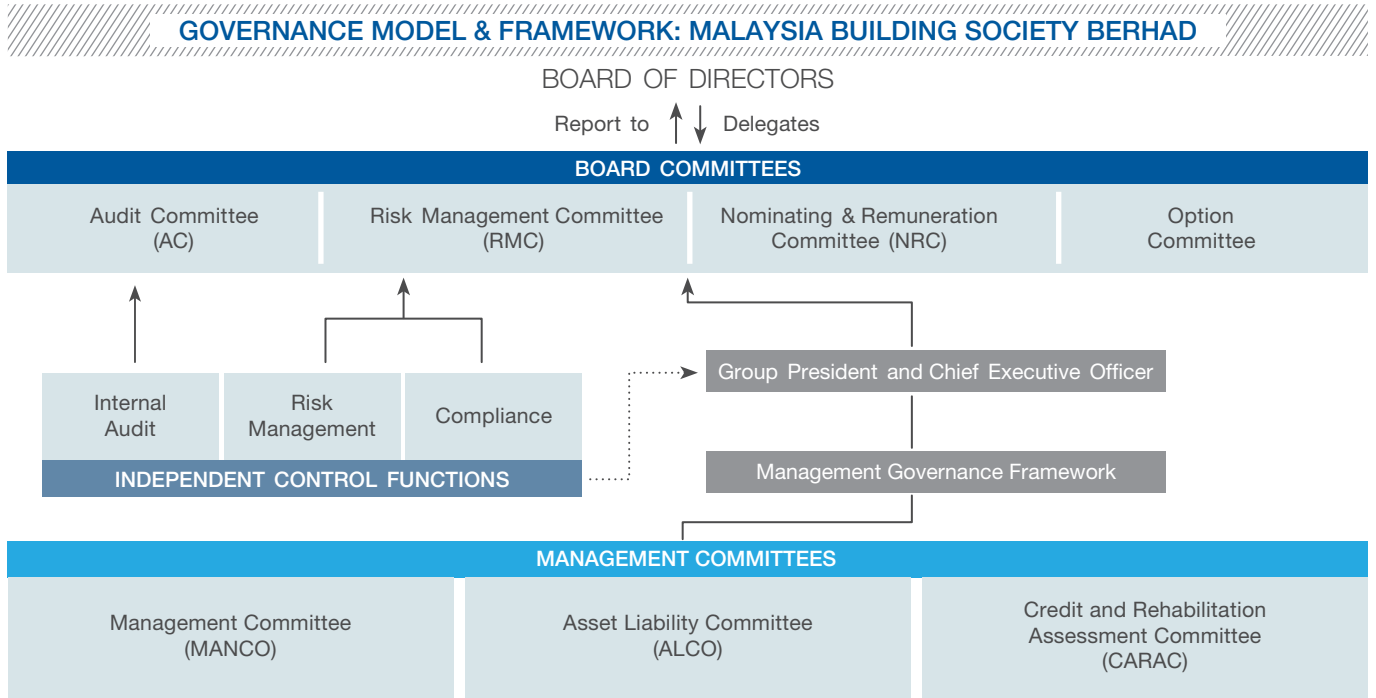 GOVERNANCE MODEL & FRAMEWORK: MALAYSIA BUILDING SOCIETY BERHAD
BOARD OF DIRECTORS
Report to
Delegates
BOARD COMMITTEES
Audit Committee
(AC)
Risk Management Committee
(RMC)
Nominating & Remuneration
Committee (NRC)
Option
Committee
Internal
Audit
Risk
Management
Compliance
INDEPENDENT CONTROL FUNCTIONS
Group President and Chief Executive Officer
Management Governance Framework
MANAGEMENT COMMITTEES
Management Committee
(MANCO)
Asset Liability Committee
(ALCO)
Credit and Rehabilitation
Assessment Committee
(CARAC)